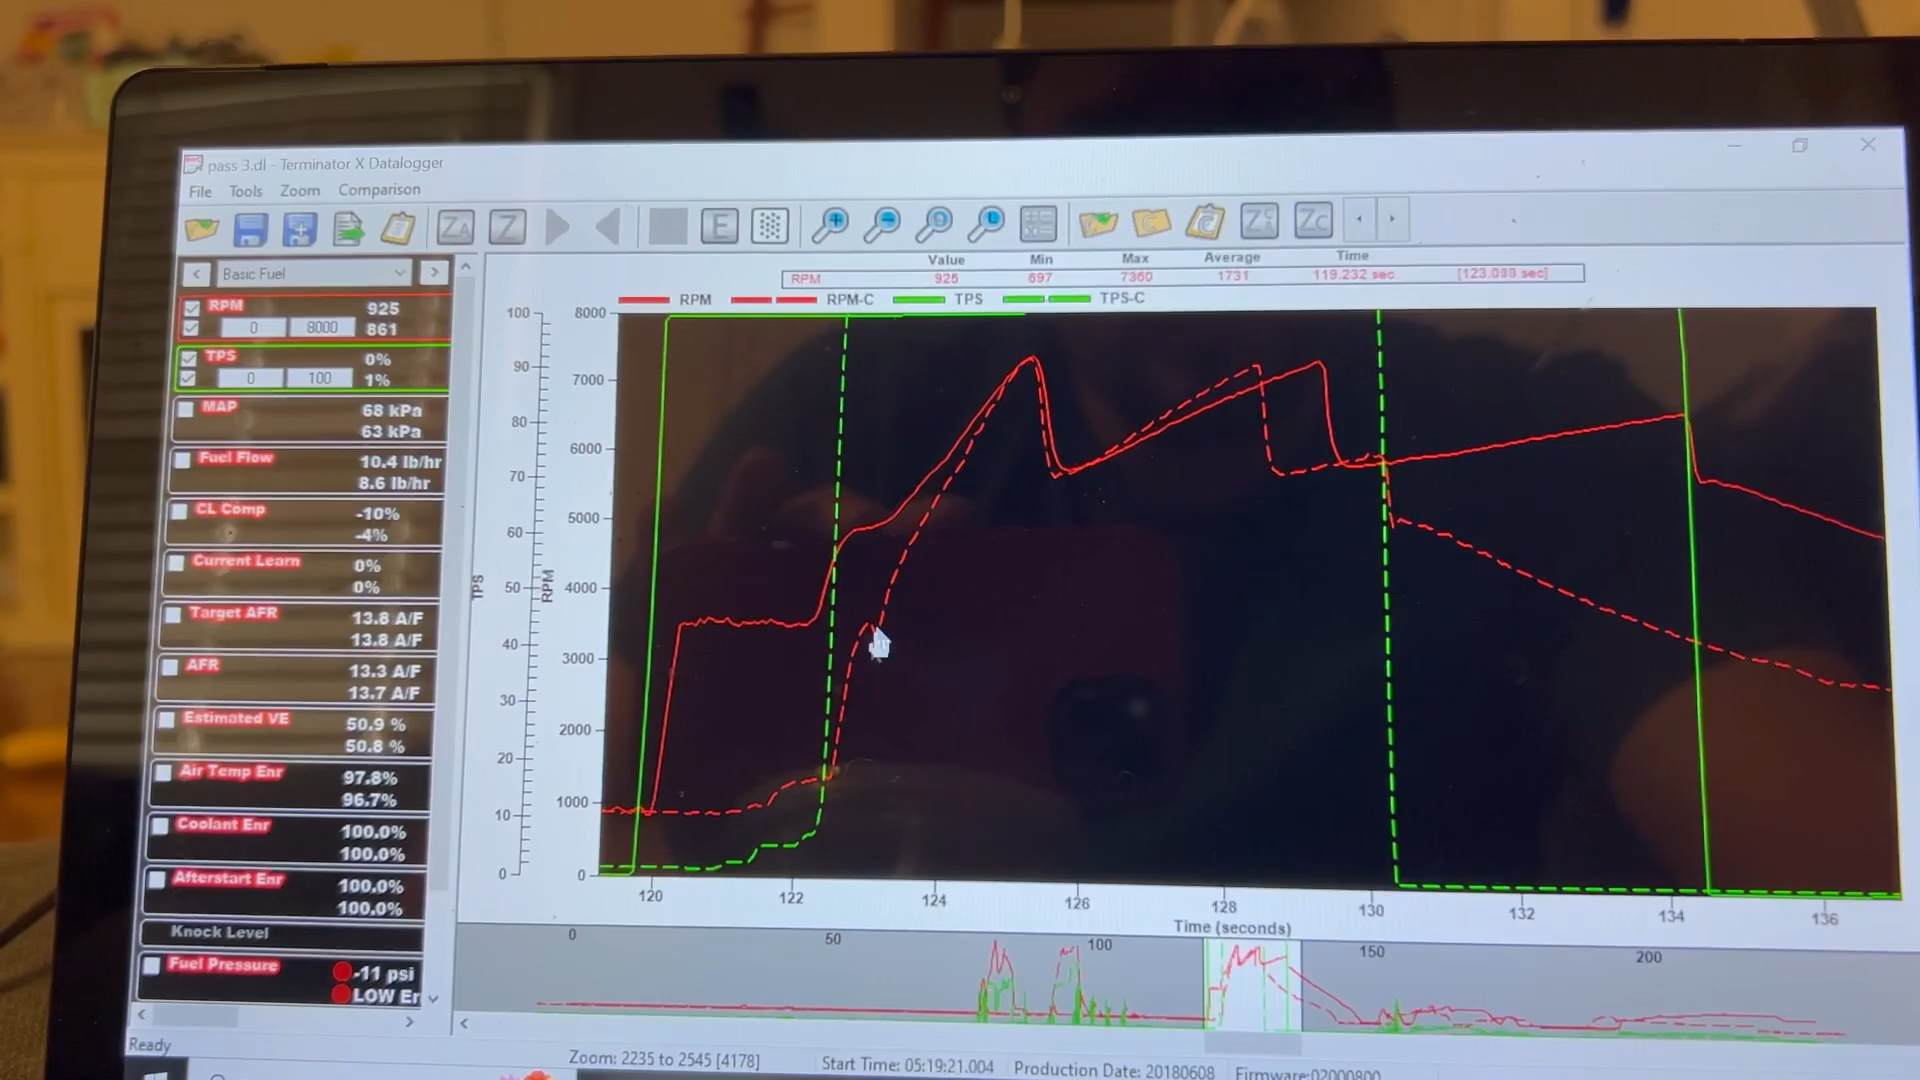 pass 3.dl - Terminator X Datalogger
File Tools Zoom Comparison
ZA Z E ZCA ZC
Basic Fuel
Value Min Max Average Time
RPM 925 697 7360 1731 119.232 sec [123.093 sec]
RPM RPM-C TPS TPS-C
RPM 925
0 8000 861
TPS 0%
0 100 1%
MAP 68 kPa
63 kPa
Fuel Flow 10.4 lb/hr
8.6 lb/hr
CL Comp -10%
-4%
Current Learn 0%
0%
Target AFR 13.8 A/F
13.8 A/F
AFR 13.3 A/F
13.7 A/F
Estimated VE 50.9 %
50.8 %
Air Temp Enr 97.8%
96.7%
Coolant Enr 100.0%
100.0%
Afterstart Enr 100.0%
100.0%
Knock Level
Fuel Pressure -11 psi
LOW Er
TPS
100
90
80
70
60
50
40
30
20
10
0
RPM
8000
7000
6000
5000
4000
3000
2000
1000
0
120 122 124 126 128 130 132 134 136
Time (seconds)
0 50 100 150 200
Ready
Zoom: 2235 to 2545 [4178] Start Time: 05:19:21.004 Production Date: 20180608 Firmware:02000800